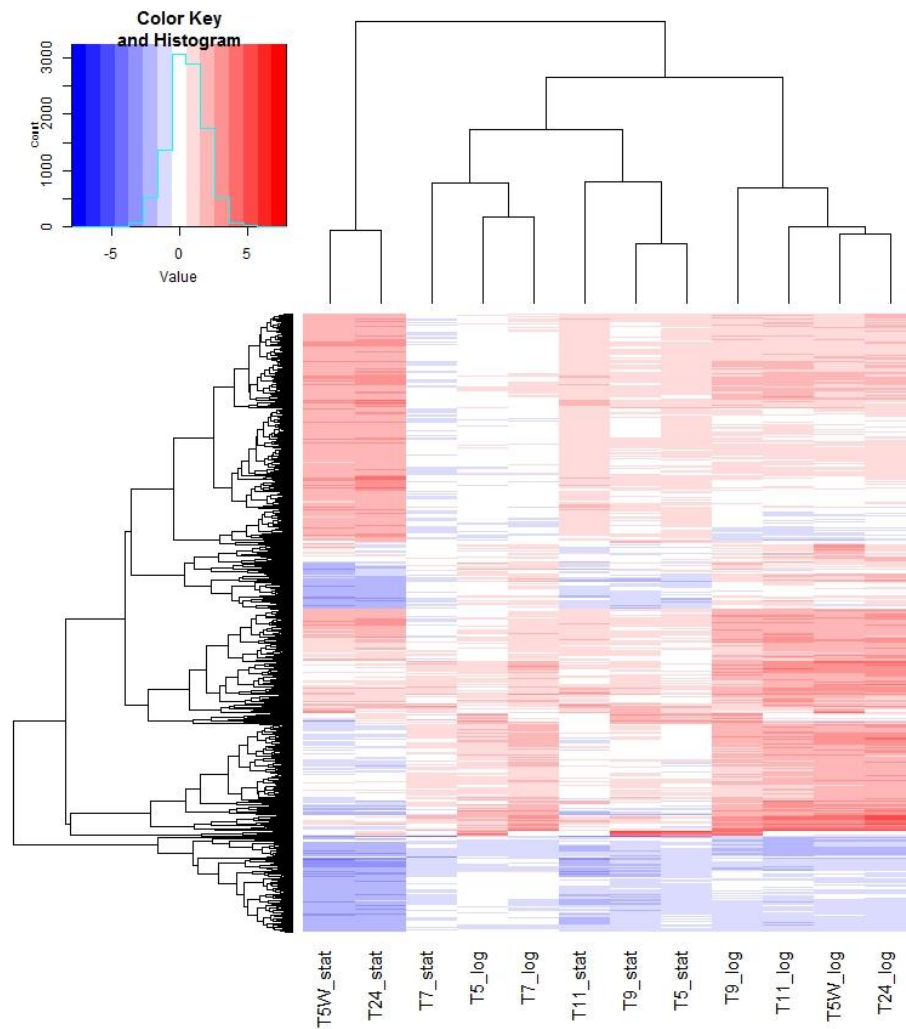 Color Key
and Histogram
Count
0 1000 2000 3000
-5 0 5
Value
T5W_stat T24_stat T7_stat T5_log T7_log T11_stat T9_stat T5_stat T9_log T11_log T5W_log T24_log